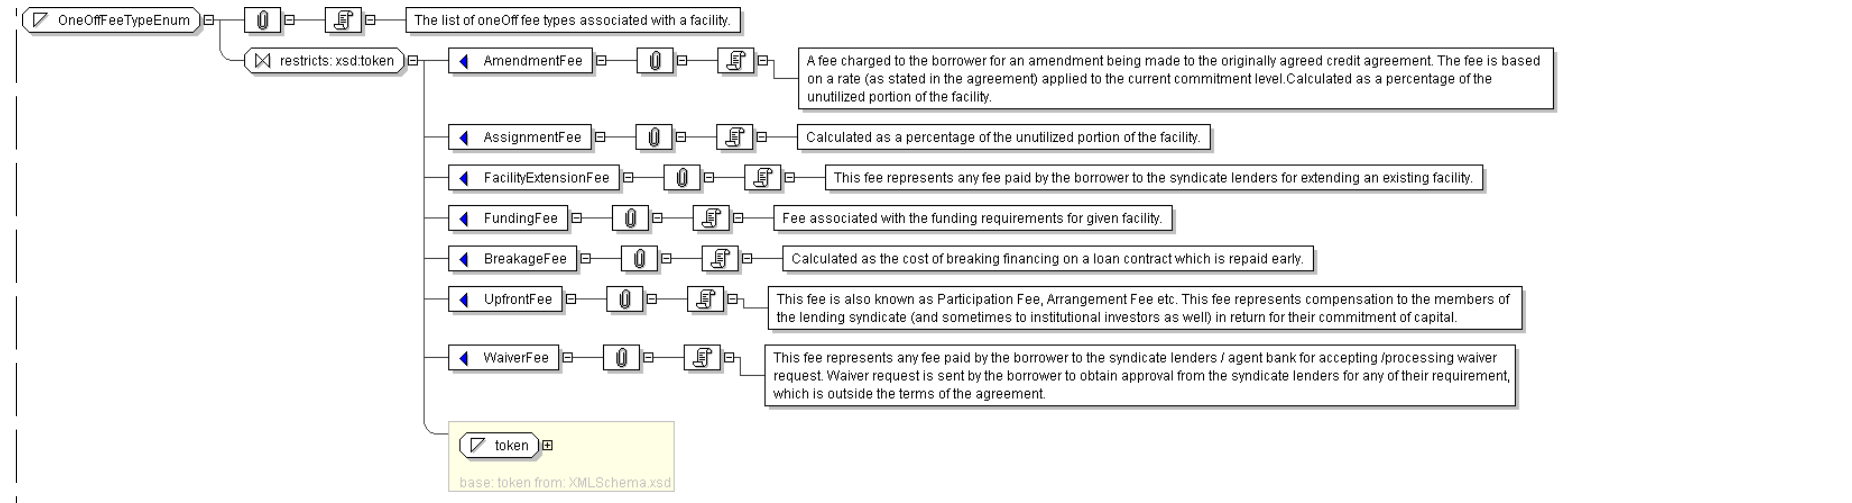 OneOffFeeTypeEnum
The list of oneOff fee types associated with a facility.
restricts: xsd:token
AmendmentFee
A fee charged to the borrower for an amendment being made to the originally agreed credit agreement. The fee is based
on a rate (as stated in the agreement) applied to the current commitment level.Calculated as a percentage of the
unutilized portion of the facility.
AssignmentFee
Calculated as a percentage of the unutilized portion of the facility.
FacilityExtensionFee
This fee represents any fee paid by the borrower to the syndicate lenders for extending an existing facility.
FundingFee
Fee associated with the funding requirements for given facility.
BreakageFee
Calculated as the cost of breaking financing on a loan contract which is repaid early.
UpfrontFee
This fee is also known as Participation Fee, Arrangement Fee etc. This fee represents compensation to the members of
the lending syndicate (and sometimes to institutional investors as well) in return for their commitment of capital.
WaiverFee
This fee represents any fee paid by the borrower to the syndicate lenders / agent bank for accepting /processing waiver
request. Waiver request is sent by the borrower to obtain approval from the syndicate lenders for any of their requirement,
which is outside the terms of the agreement.
token
base: token from: XMLSchema.xsd